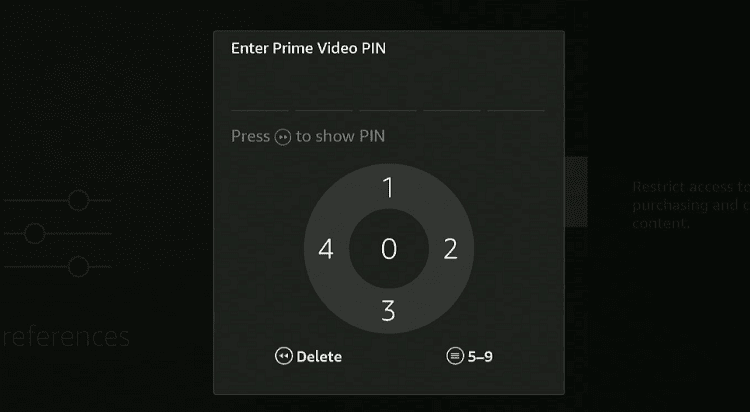 Enter Prime Video PIN
Press to show PIN
1
4 0 2
3
Delete 5–9
Restrict access to
purchasing and c
content.
references